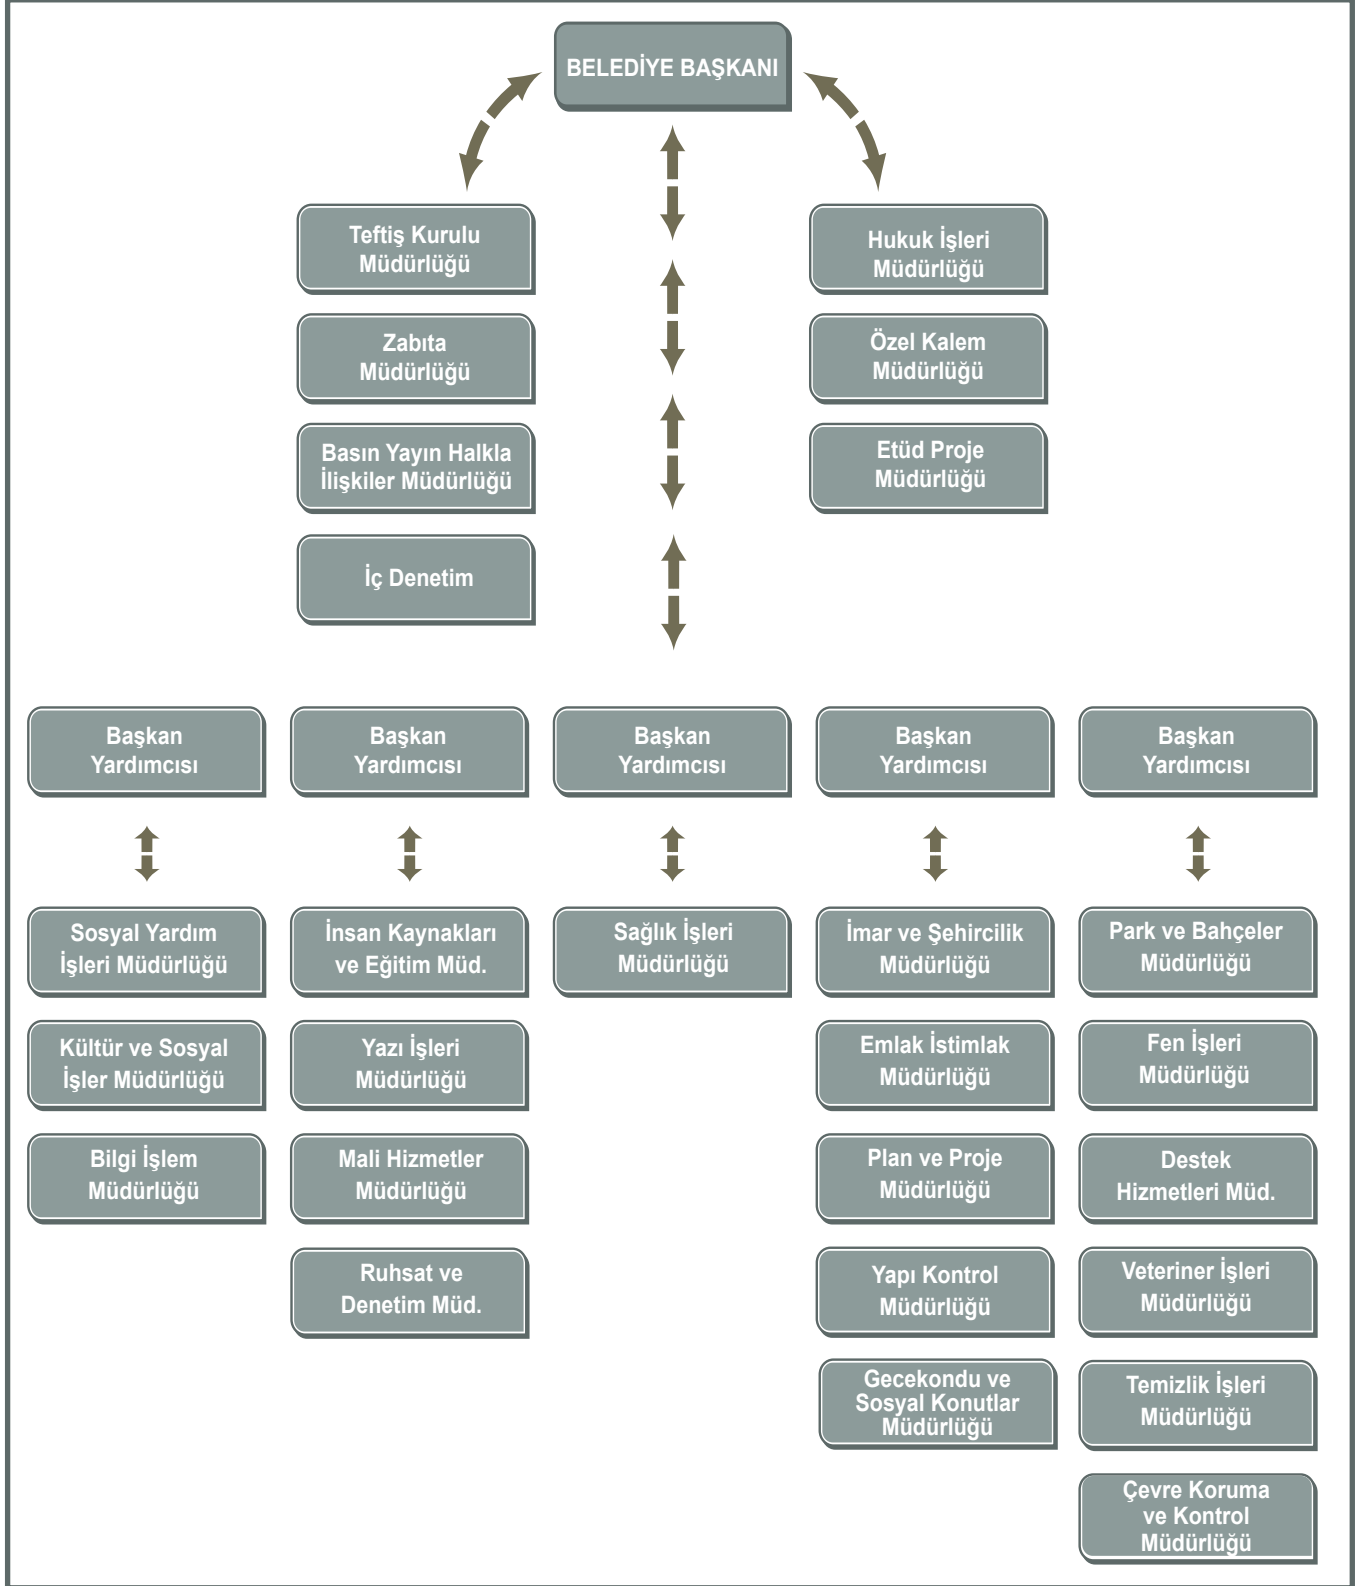 BELEDİYE BAŞKANI
Teftiş Kurulu
Müdürlüğü
Zabıta
Müdürlüğü
Basın Yayın Halkla
İlişkiler Müdürlüğü
İç Denetim
Hukuk İşleri
Müdürlüğü
Özel Kalem
Müdürlüğü
Etüd Proje
Müdürlüğü
Başkan
Yardımcısı
Sosyal Yardım
İşleri Müdürlüğü
Kültür ve Sosyal
İşler Müdürlüğü
Bilgi İşlem
Müdürlüğü
Başkan
Yardımcısı
İnsan Kaynakları
ve Eğitim Müd.
Yazı İşleri
Müdürlüğü
Mali Hizmetler
Müdürlüğü
Ruhsat ve
Denetim Müd.
Başkan
Yardımcısı
Sağlık İşleri
Müdürlüğü
Başkan
Yardımcısı
İmar ve Şehircilik
Müdürlüğü
Emlak İstimlak
Müdürlüğü
Plan ve Proje
Müdürlüğü
Yapı Kontrol
Müdürlüğü
Gecekondu ve
Sosyal Konutlar
Müdürlüğü
Başkan
Yardımcısı
Park ve Bahçeler
Müdürlüğü
Fen İşleri
Müdürlüğü
Destek
Hizmetleri Müd.
Veteriner İşleri
Müdürlüğü
Temizlik İşleri
Müdürlüğü
Çevre Koruma
ve Kontrol
Müdürlüğü